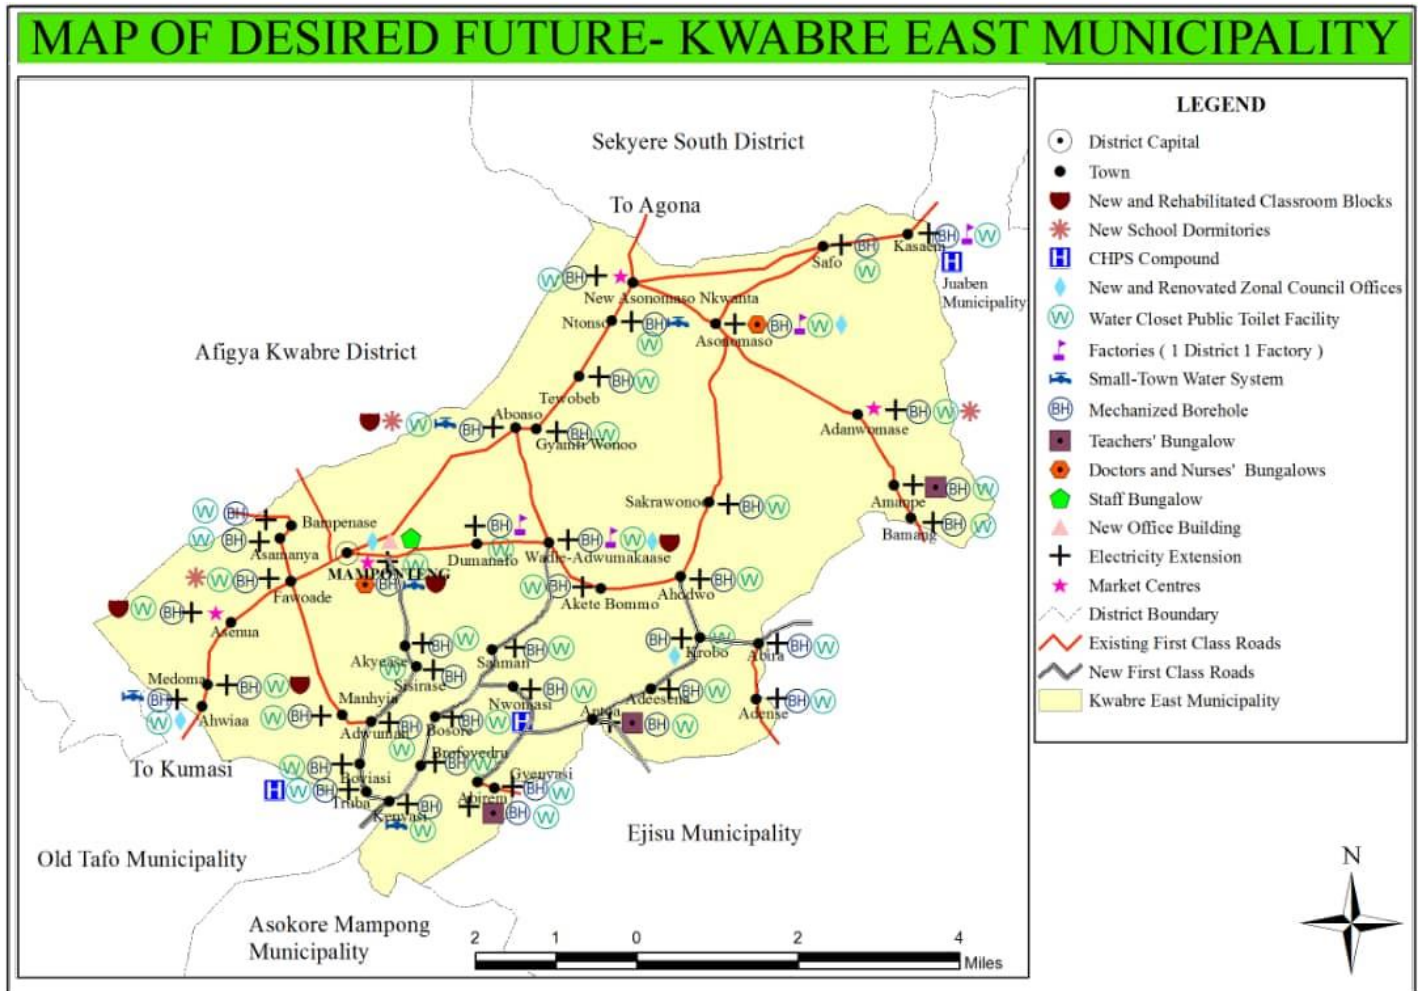 MAP OF DESIRED FUTURE- KWABRE EAST MUNICIPALITY
Sekyere South District
To Agona
Kasaem
Safo
Juaben
Municipality
New Asonomaso Nkwanta
Ntonso
Asonomaso
Afigya Kwabre District
Tewobeb
Aboaso
Gyamfi Wonoo
Adanwomase
Sakrawono
Amanpe
Bamang
Bampenase
Asamanya
Dumanafo
Wadie-Adwumakaase
MAMPONTENG
Fawoade
Akete Bommo
Ahodwo
Asenua
Krobo
Abira
Akyease
Saaman
Sisirase
Medoma
Nwomasi
Adeesena
Manhyia
Ahwiaa
Adense
Aproa
Adwuman
Bosore
Brofoyedru
To Kumasi
Boviasi
Gyenyasi
Truba
Abirem
Kenyasi
Ejisu Municipality
Old Tafo Municipality
Asokore Mampong
Municipality
2 1 0 2 4
Miles
LEGEND
District Capital
Town
New and Rehabilitated Classroom Blocks
New School Dormitories
H CHPS Compound
New and Renovated Zonal Council Offices
W Water Closet Public Toilet Facility
Factories ( 1 District 1 Factory )
Small-Town Water System
BH Mechanized Borehole
Teachers' Bungalow
Doctors and Nurses' Bungalows
Staff Bungalow
New Office Building
Electricity Extension
Market Centres
District Boundary
Existing First Class Roads
New First Class Roads
Kwabre East Municipality
N